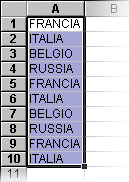 A B
1 FRANCIA
2 ITALIA
3 BELGIO
4 RUSSIA
5 FRANCIA
6 ITALIA
7 BELGIO
8 RUSSIA
9 FRANCIA
10 ITALIA
11